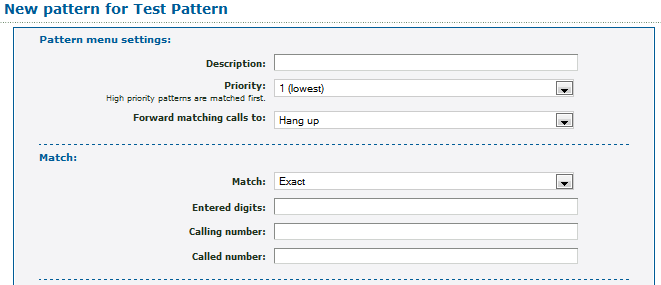 New pattern for Test Pattern
Pattern menu settings:
Description:
Priority: 1 (lowest)
High priority patterns are matched first.
Forward matching calls to: Hang up
Match:
Match: Exact
Entered digits:
Calling number:
Called number: